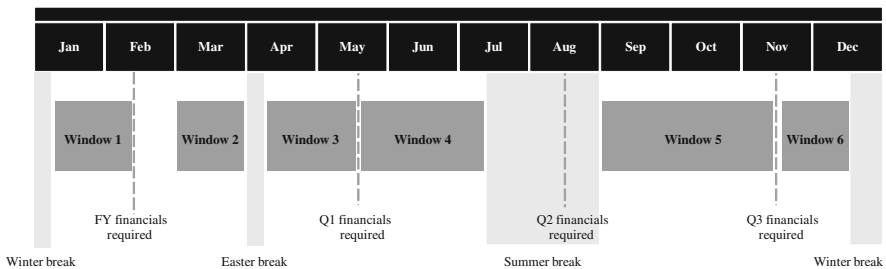 Jan Feb Mar Apr May Jun Jul Aug Sep Oct Nov Dec
Window 1 Window 2 Window 3 Window 4 Window 5 Window 6
FY financials required
Q1 financials required
Q2 financials required
Q3 financials required
Winter break Easter break Summer break Winter break